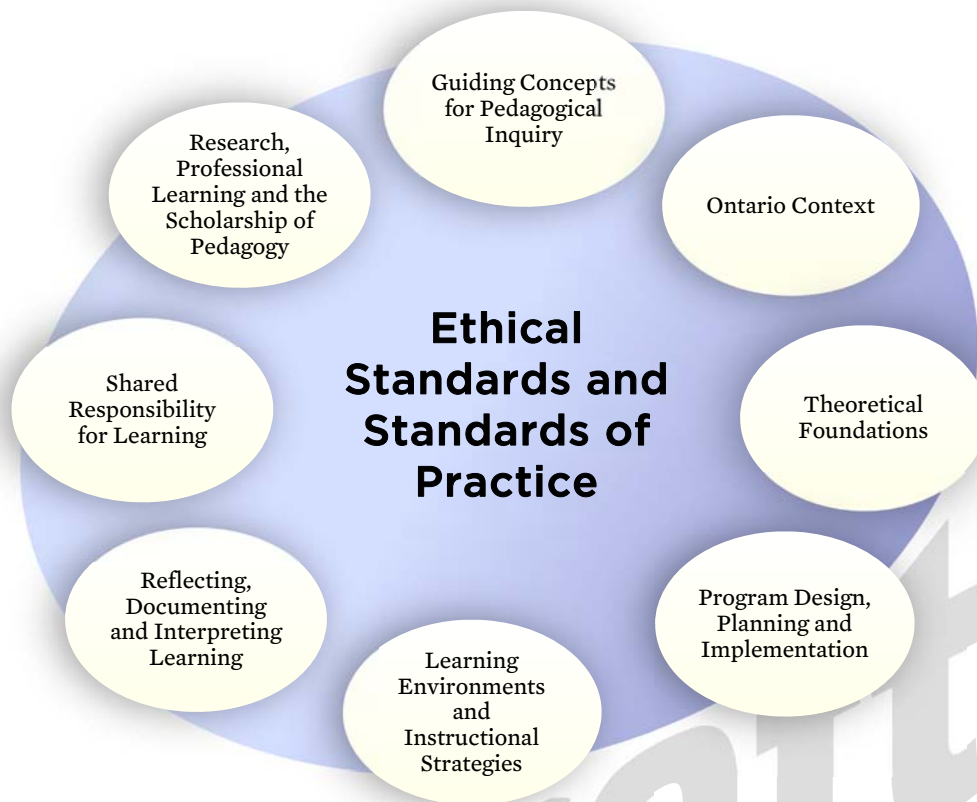 Guiding Concepts
for Pedagogical
Inquiry
Ontario Context
Theoretical
Foundations
Program Design,
Planning and
Implementation
Learning
Environments
and
Instructional
Strategies
Reflecting,
Documenting
and Interpreting
Learning
Shared
Responsibility
for Learning
Research,
Professional
Learning and the
Scholarship of
Pedagogy
Ethical
Standards and
Standards of
Practice